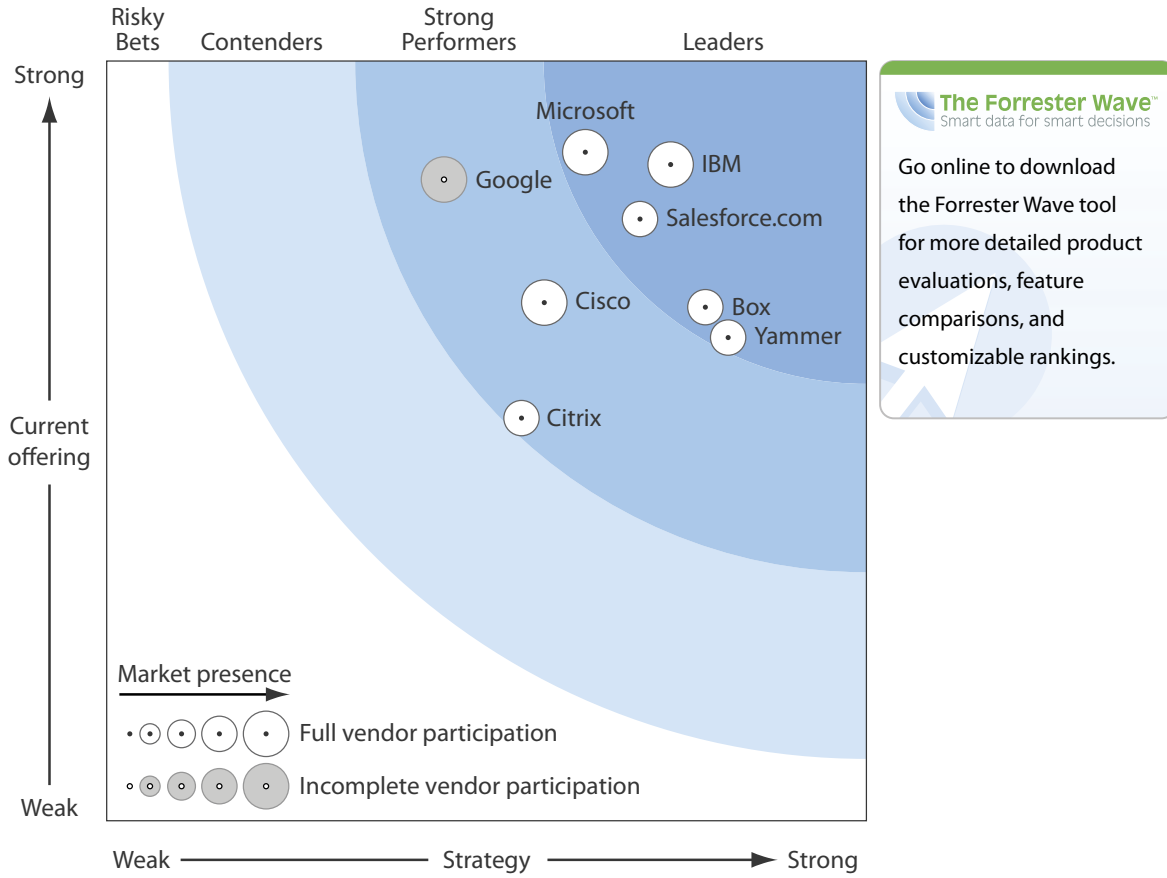 Risky
Bets
Contenders
Strong
Performers
Leaders
Strong
Current
offering
Weak
Microsoft
IBM
Google
Salesforce.com
Cisco
Box
Yammer
Citrix
Market presence
Full vendor participation
Incomplete vendor participation
Weak
Strategy
Strong
The Forrester Wave™
Smart data for smart decisions
Go online to download
the Forrester Wave tool
for more detailed product
evaluations, feature
comparisons, and
customizable rankings.